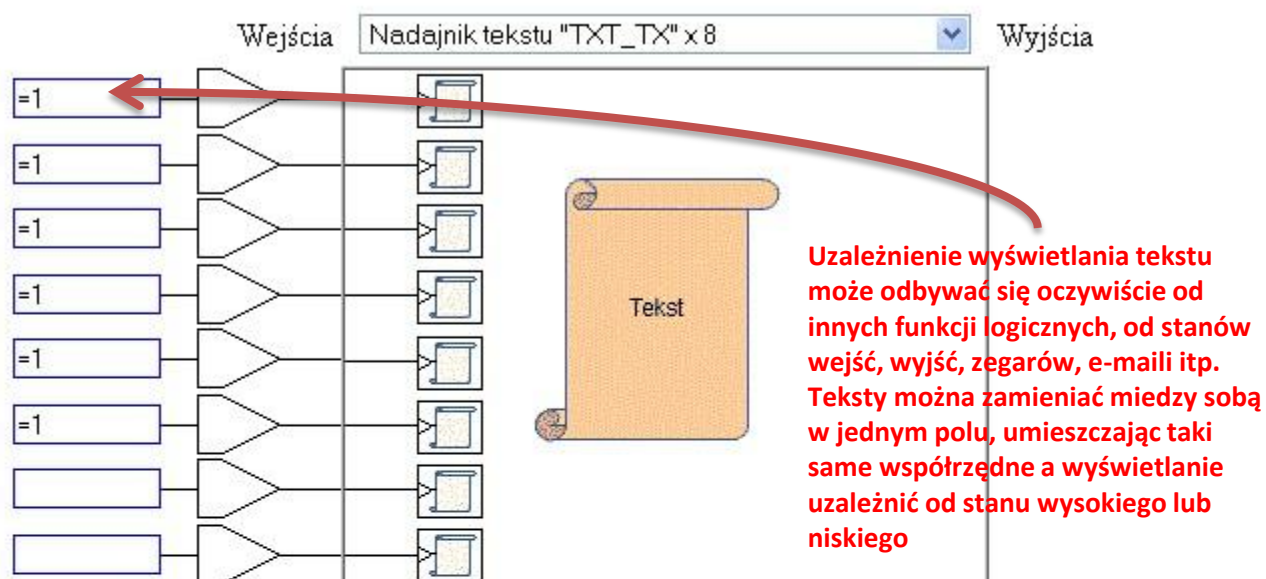 Wejścia Nadajnik tekstu "TXT_TX" x 8 Wyjścia
=1
=1
=1
=1
=1
=1
Tekst
Uzależnienie wyświetlania tekstu
może odbywać się oczywiście od
innych funkcji logicznych, od stanów
wejść, wyjść, zegarów, e-maili itp.
Teksty można zamieniać miedzy sobą
w jednym polu, umieszczając taki
same współrzędne a wyświetlanie
uzależnić od stanu wysokiego lub
niskiego